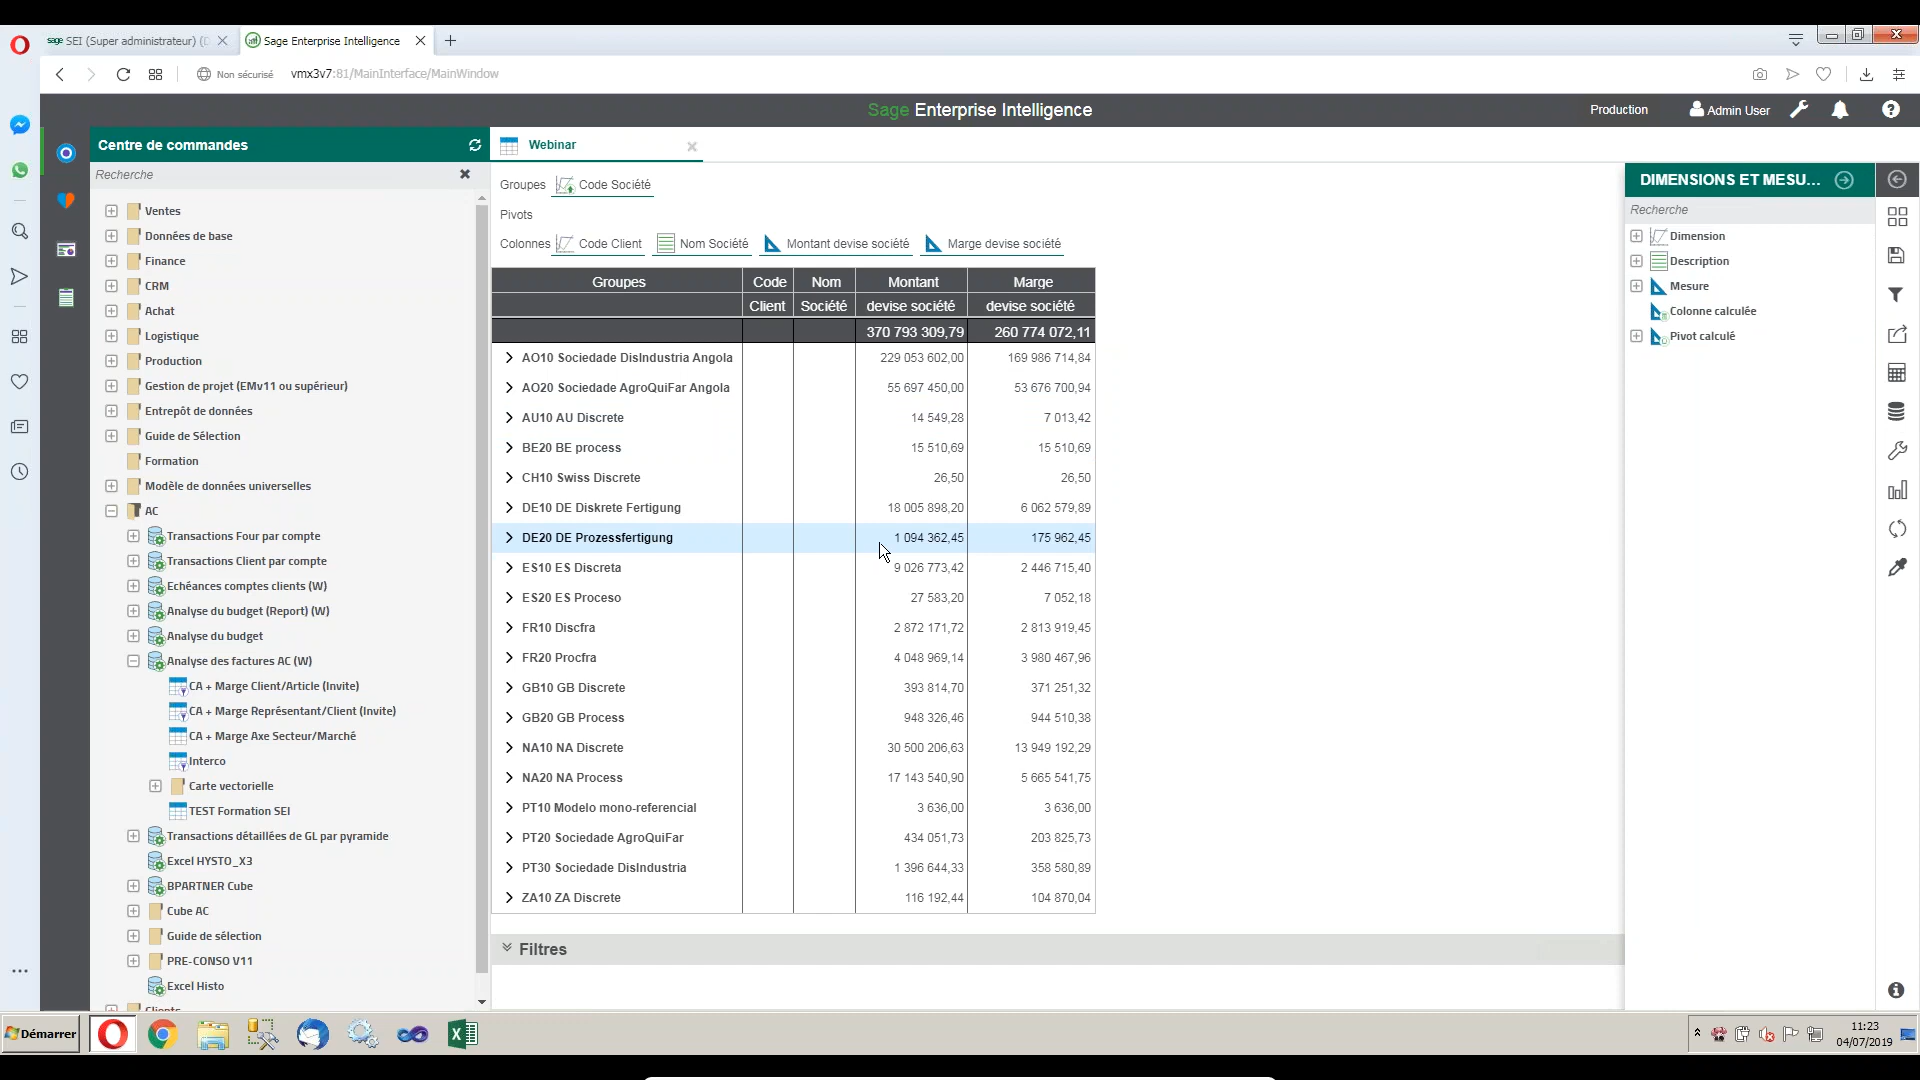 sage SEI (Super administrateur) (
Sage Enterprise Intelligence
Non sécurisé
vmx3v7:81/MainInterface/MainWindow
Sage Enterprise Intelligence
Production
Admin User
Centre de commandes
Recherche
Ventes
Données de base
Finance
CRM
Achat
Logistique
Production
Gestion de projet (EMv11 ou supérieur)
Entrepôt de données
Guide de Sélection
Formation
Modèle de données universelles
AC
Transactions Four par compte
Transactions Client par compte
Echéances comptes clients (W)
Analyse du budget (Report) (W)
Analyse du budget
Analyse des factures AC (W)
CA + Marge Client/Article (Invite)
CA + Marge Représentant/Client (Invite)
CA + Marge Axe Secteur/Marché
Interco
Carte vectorielle
TEST Formation SEI
Transactions détaillées de GL par pyramide
Excel HYSTO_X3
BPARTNER Cube
Cube AC
Guide de sélection
PRE-CONSO V11
Excel Histo
Clients
Webinar
Groupes Code Société
Pivots
Colonnes Code Client Nom Société Montant devise société Marge devise société
Groupes Code Nom Montant Marge
Client Société devise société devise société
370 793 309,79 260 774 072,11
AO10 Sociedade DisIndustria Angola 229 053 602,00 169 986 714,84
AO20 Sociedade AgroQuiFar Angola 55 697 450,00 53 676 700,94
AU10 AU Discrete 14 549,28 7 013,42
BE20 BE process 15 510,69 15 510,69
CH10 Swiss Discrete 26,50 26,50
DE10 DE Diskrete Fertigung 18 005 898,20 6 062 579,89
DE20 DE Prozessfertigung 1 094 362,45 175 962,45
ES10 ES Discreta 9 026 773,42 2 446 715,40
ES20 ES Proceso 27 583,20 7 052,18
FR10 Discfra 2 872 171,72 2 813 919,45
FR20 Procfra 4 048 969,14 3 980 467,96
GB10 GB Discrete 393 814,70 371 251,32
GB20 GB Process 948 326,46 944 510,38
NA10 NA Discrete 30 500 206,63 13 949 192,29
NA20 NA Process 17 143 540,90 5 665 541,75
PT10 Modelo mono-referencial 3 636,00 3 636,00
PT20 Sociedade AgroQuiFar 434 051,73 203 825,73
PT30 Sociedade DisIndustria 1 396 644,33 358 580,89
ZA10 ZA Discrete 116 192,44 104 870,04
Filtres
DIMENSIONS ET MESU...
Recherche
Dimension
Description
Mesure
Colonne calculée
Pivot calculé
Démarrer
11:23
04/07/2019